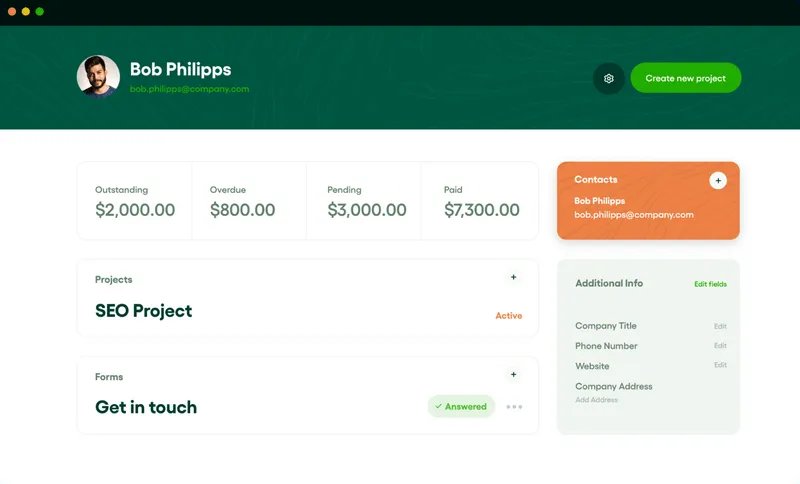 Bob Philipps
bob.philipps@company.com
Create new project
Outstanding
$2,000.00
Overdue
$800.00
Pending
$3,000.00
Paid
$7,300.00
Contacts
+
Bob Philipps
bob.philipps@company.com
Projects
+
SEO Project
Active
Forms
+
Get in touch
✓ Answered
Additional Info
Edit fields
Company Title
Edit
Phone Number
Edit
Website
Edit
Company Address
Add Address